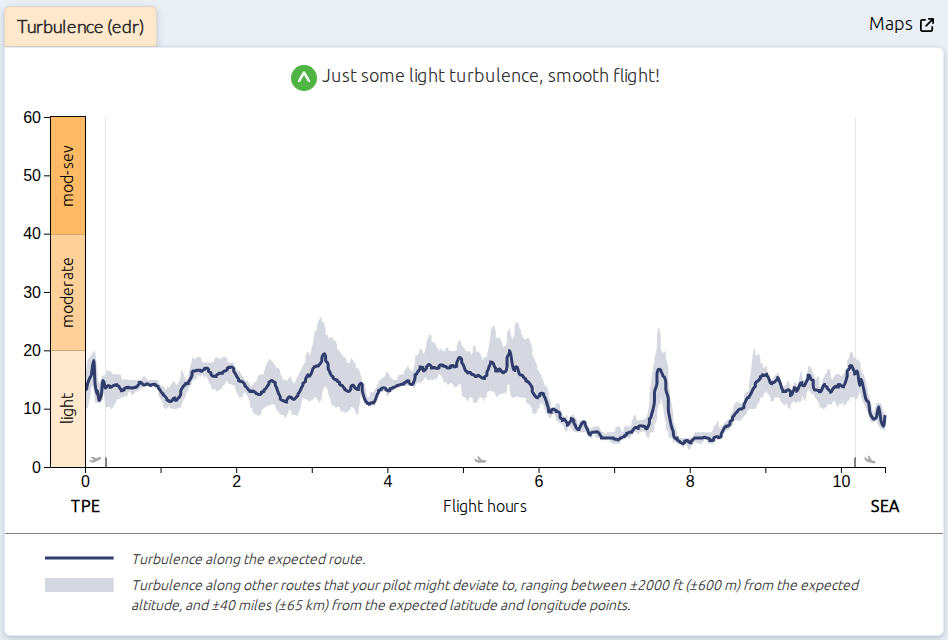 Turbulence (edr)
Maps
Just some light turbulence, smooth flight!
60
50
40
30
20
10
0
mod-sev
moderate
light
0 2 4 6 8 10
TPE Flight hours SEA
Turbulence along the expected route.
Turbulence along other routes that your pilot might deviate to, ranging between ±2000 ft (±600 m) from the expected
altitude, and ±40 miles (±65 km) from the expected latitude and longitude points.